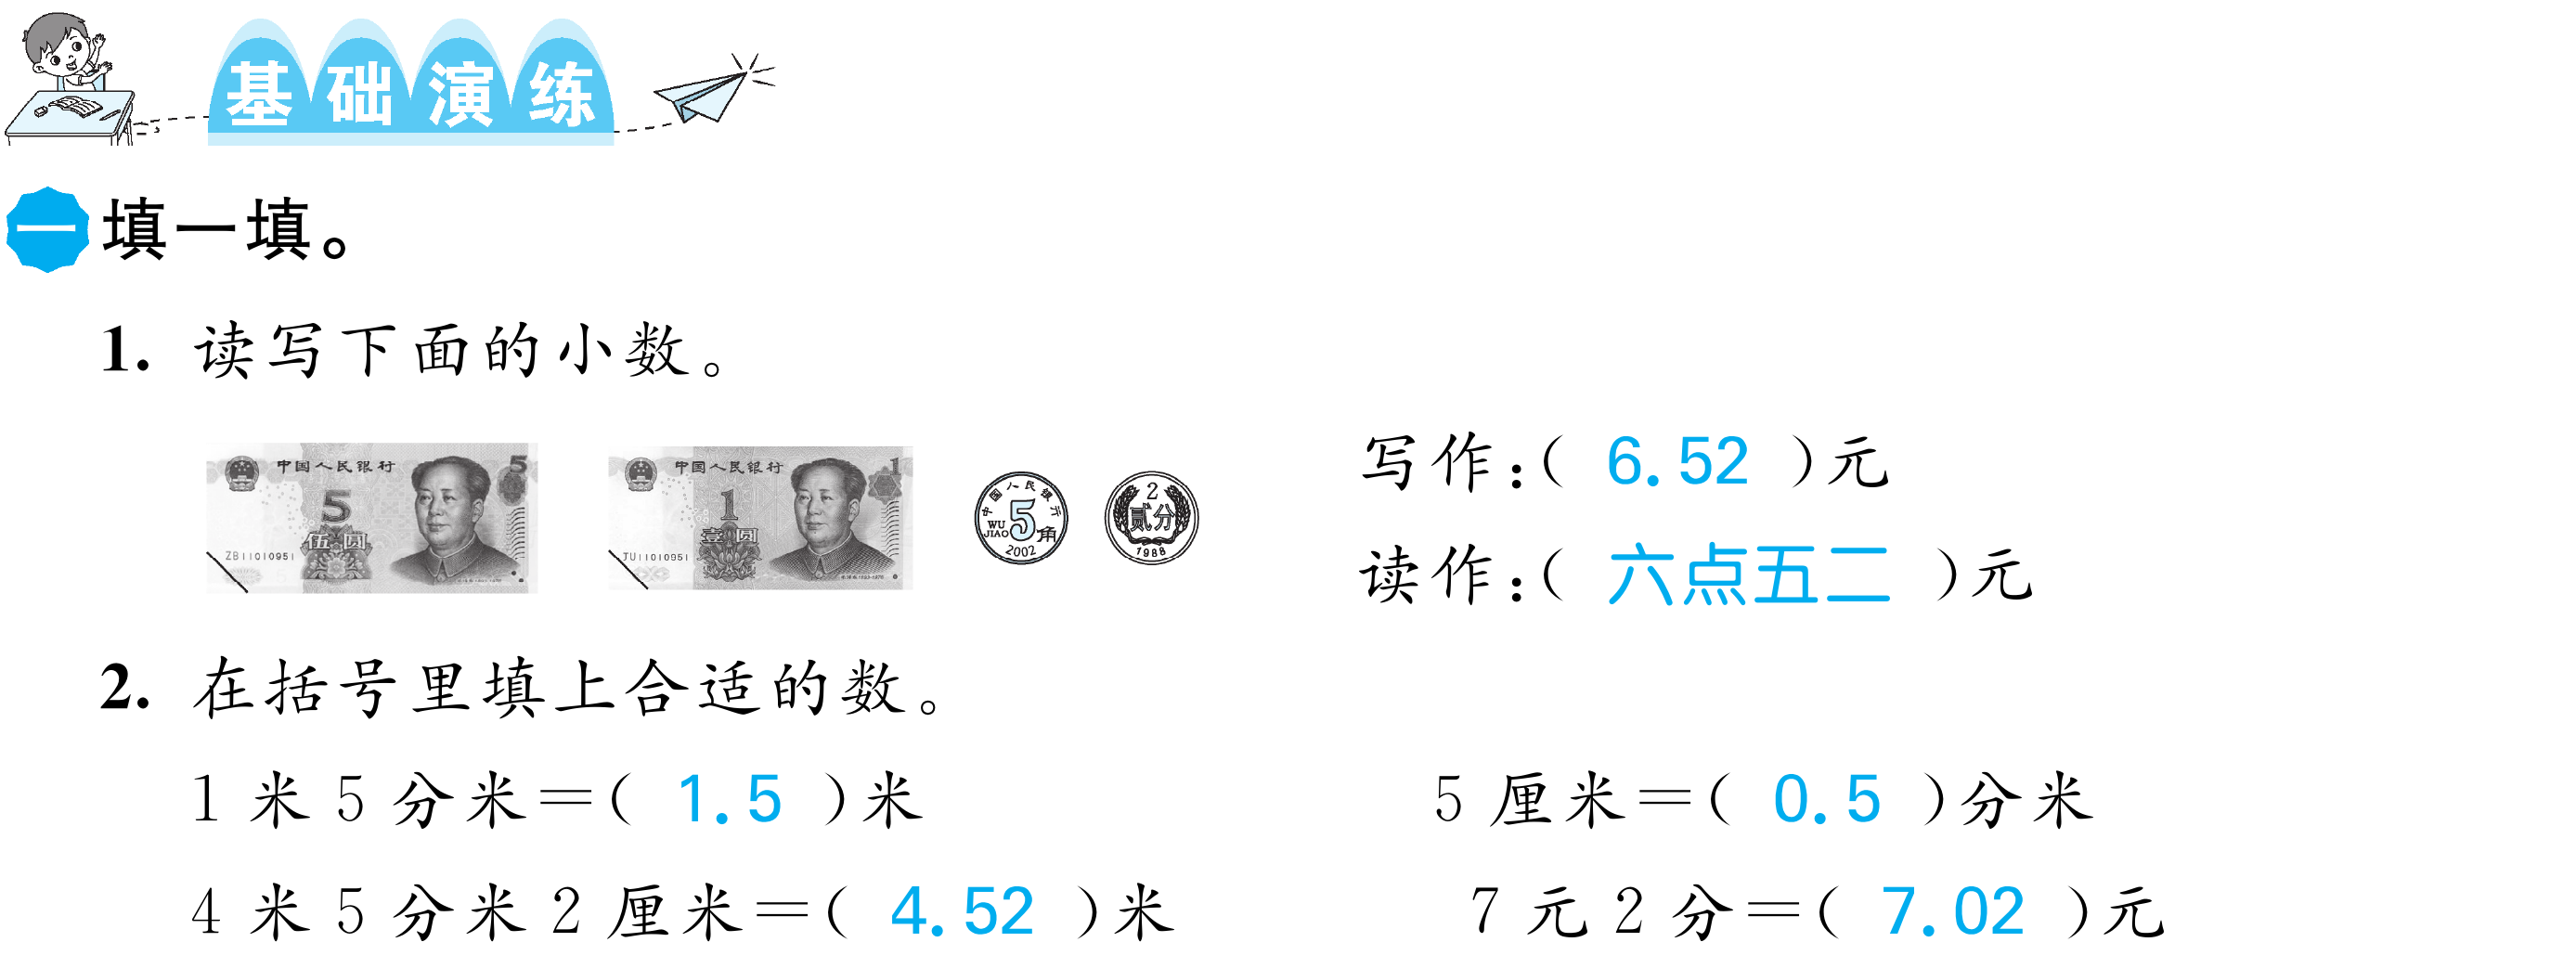 基础演练
一 填一填。
1. 读写下面的小数。
中国人民银行 5 5 伍圆 ZB11010951
中国人民银行 1 1 壹圆 TU11010951
中国人民银行 5角 WU JIAO 2002
2 贰分 1988
写作:( 6.52 )元
读作:( 六点五二 )元
2. 在括号里填上合适的数。
1 米 5 分米=( 1.5 )米 5 厘米=( 0.5 )分米
4 米 5 分米 2 厘米=( 4.52 )米 7 元 2 分=( 7.02 )元